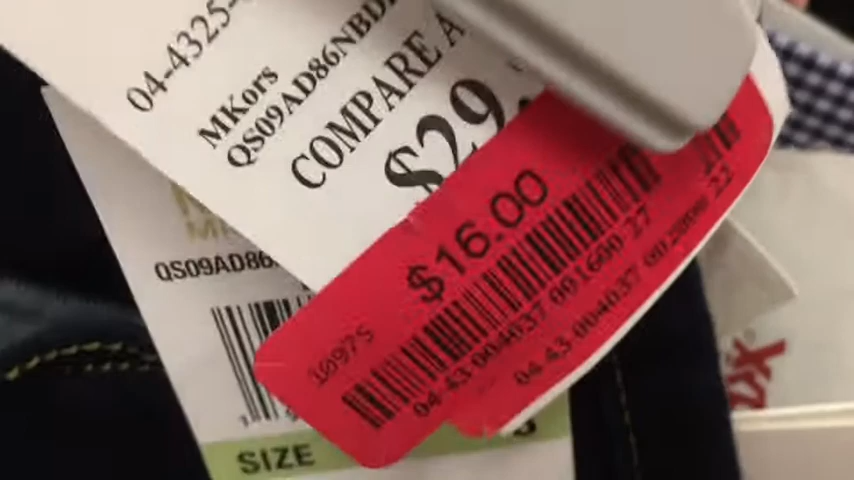 04-4325-
MKors
QS09AD86NBD
COMPARE A
$29.
$16.00
1097S
04-43-004037-001600-27
04-43-004037-00
QS09AD86
SIZE